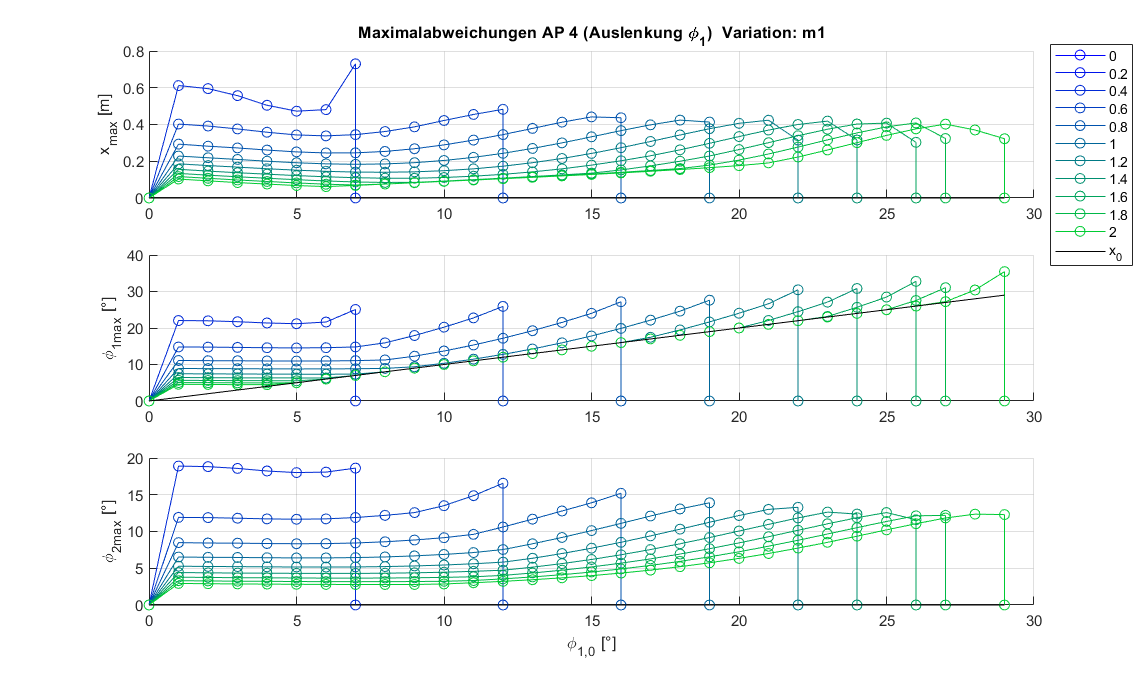 Maximalabweichungen AP 4 (Auslenkung ϕ1) Variation: m1
0.8
0.6
0.4
0.2
0
xmax [m]
0 5 10 15 20 25 30
40
30
20
10
0
ϕ1max [°]
0 5 10 15 20 25 30
20
15
10
5
0
ϕ2max [°]
0 5 10 15 20 25 30
ϕ1,0 [°]
0
0.2
0.4
0.6
0.8
1
1.2
1.4
1.6
1.8
2
x0